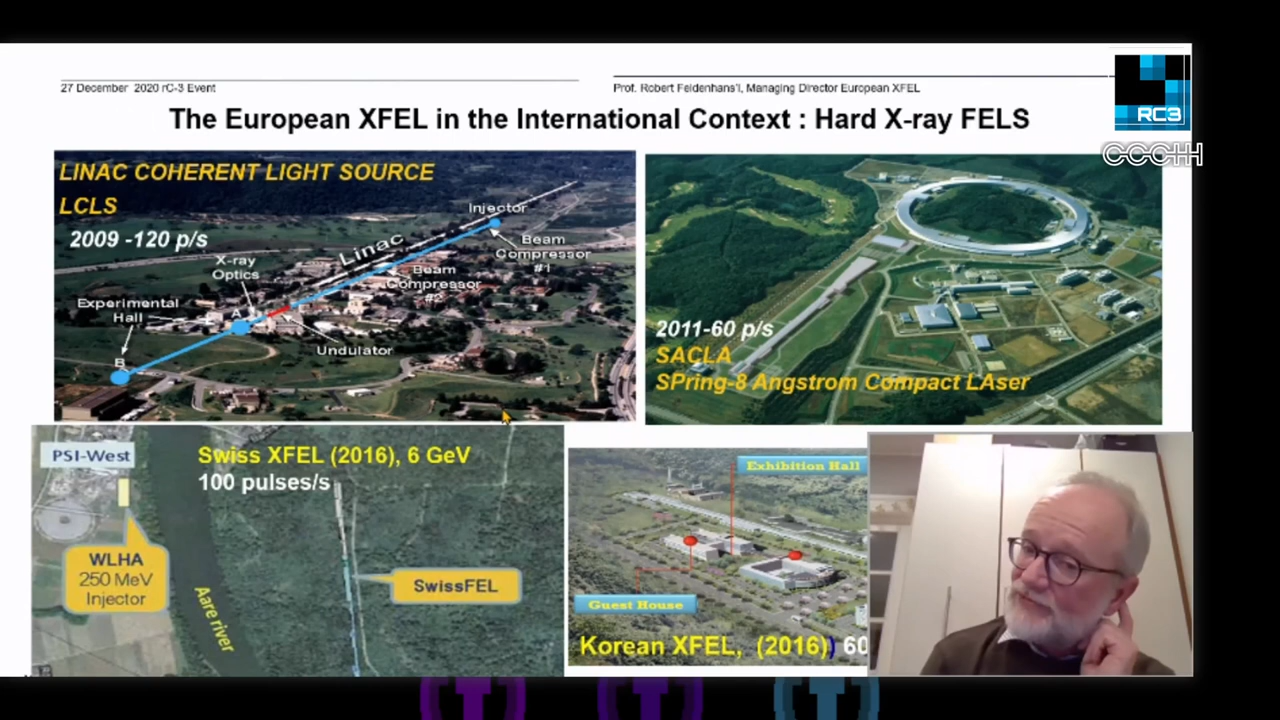 27 December 2020 rC-3 Event
Prof. Robert Feidenhans'l, Managing Director European XFEL
The European XFEL in the International Context : Hard X-ray FELS
RC3
CCCHH
LINAC COHERENT LIGHT SOURCE
LCLS
2009 -120 p/s
Injector
Linac
Beam
Compressor
#1
X-ray
Optics
Beam
Compressor
#2
Experimental
Hall
A
B
Undulator
2011-60 p/s
SACLA
SPring-8 Angstrom Compact LAser
PSI-West
Swiss XFEL (2016), 6 GeV
100 pulses/s
WLHA
250 MeV
Injector
Aare river
SwissFEL
Exhibition Hall
Guest House
Korean XFEL, (2016)) 60